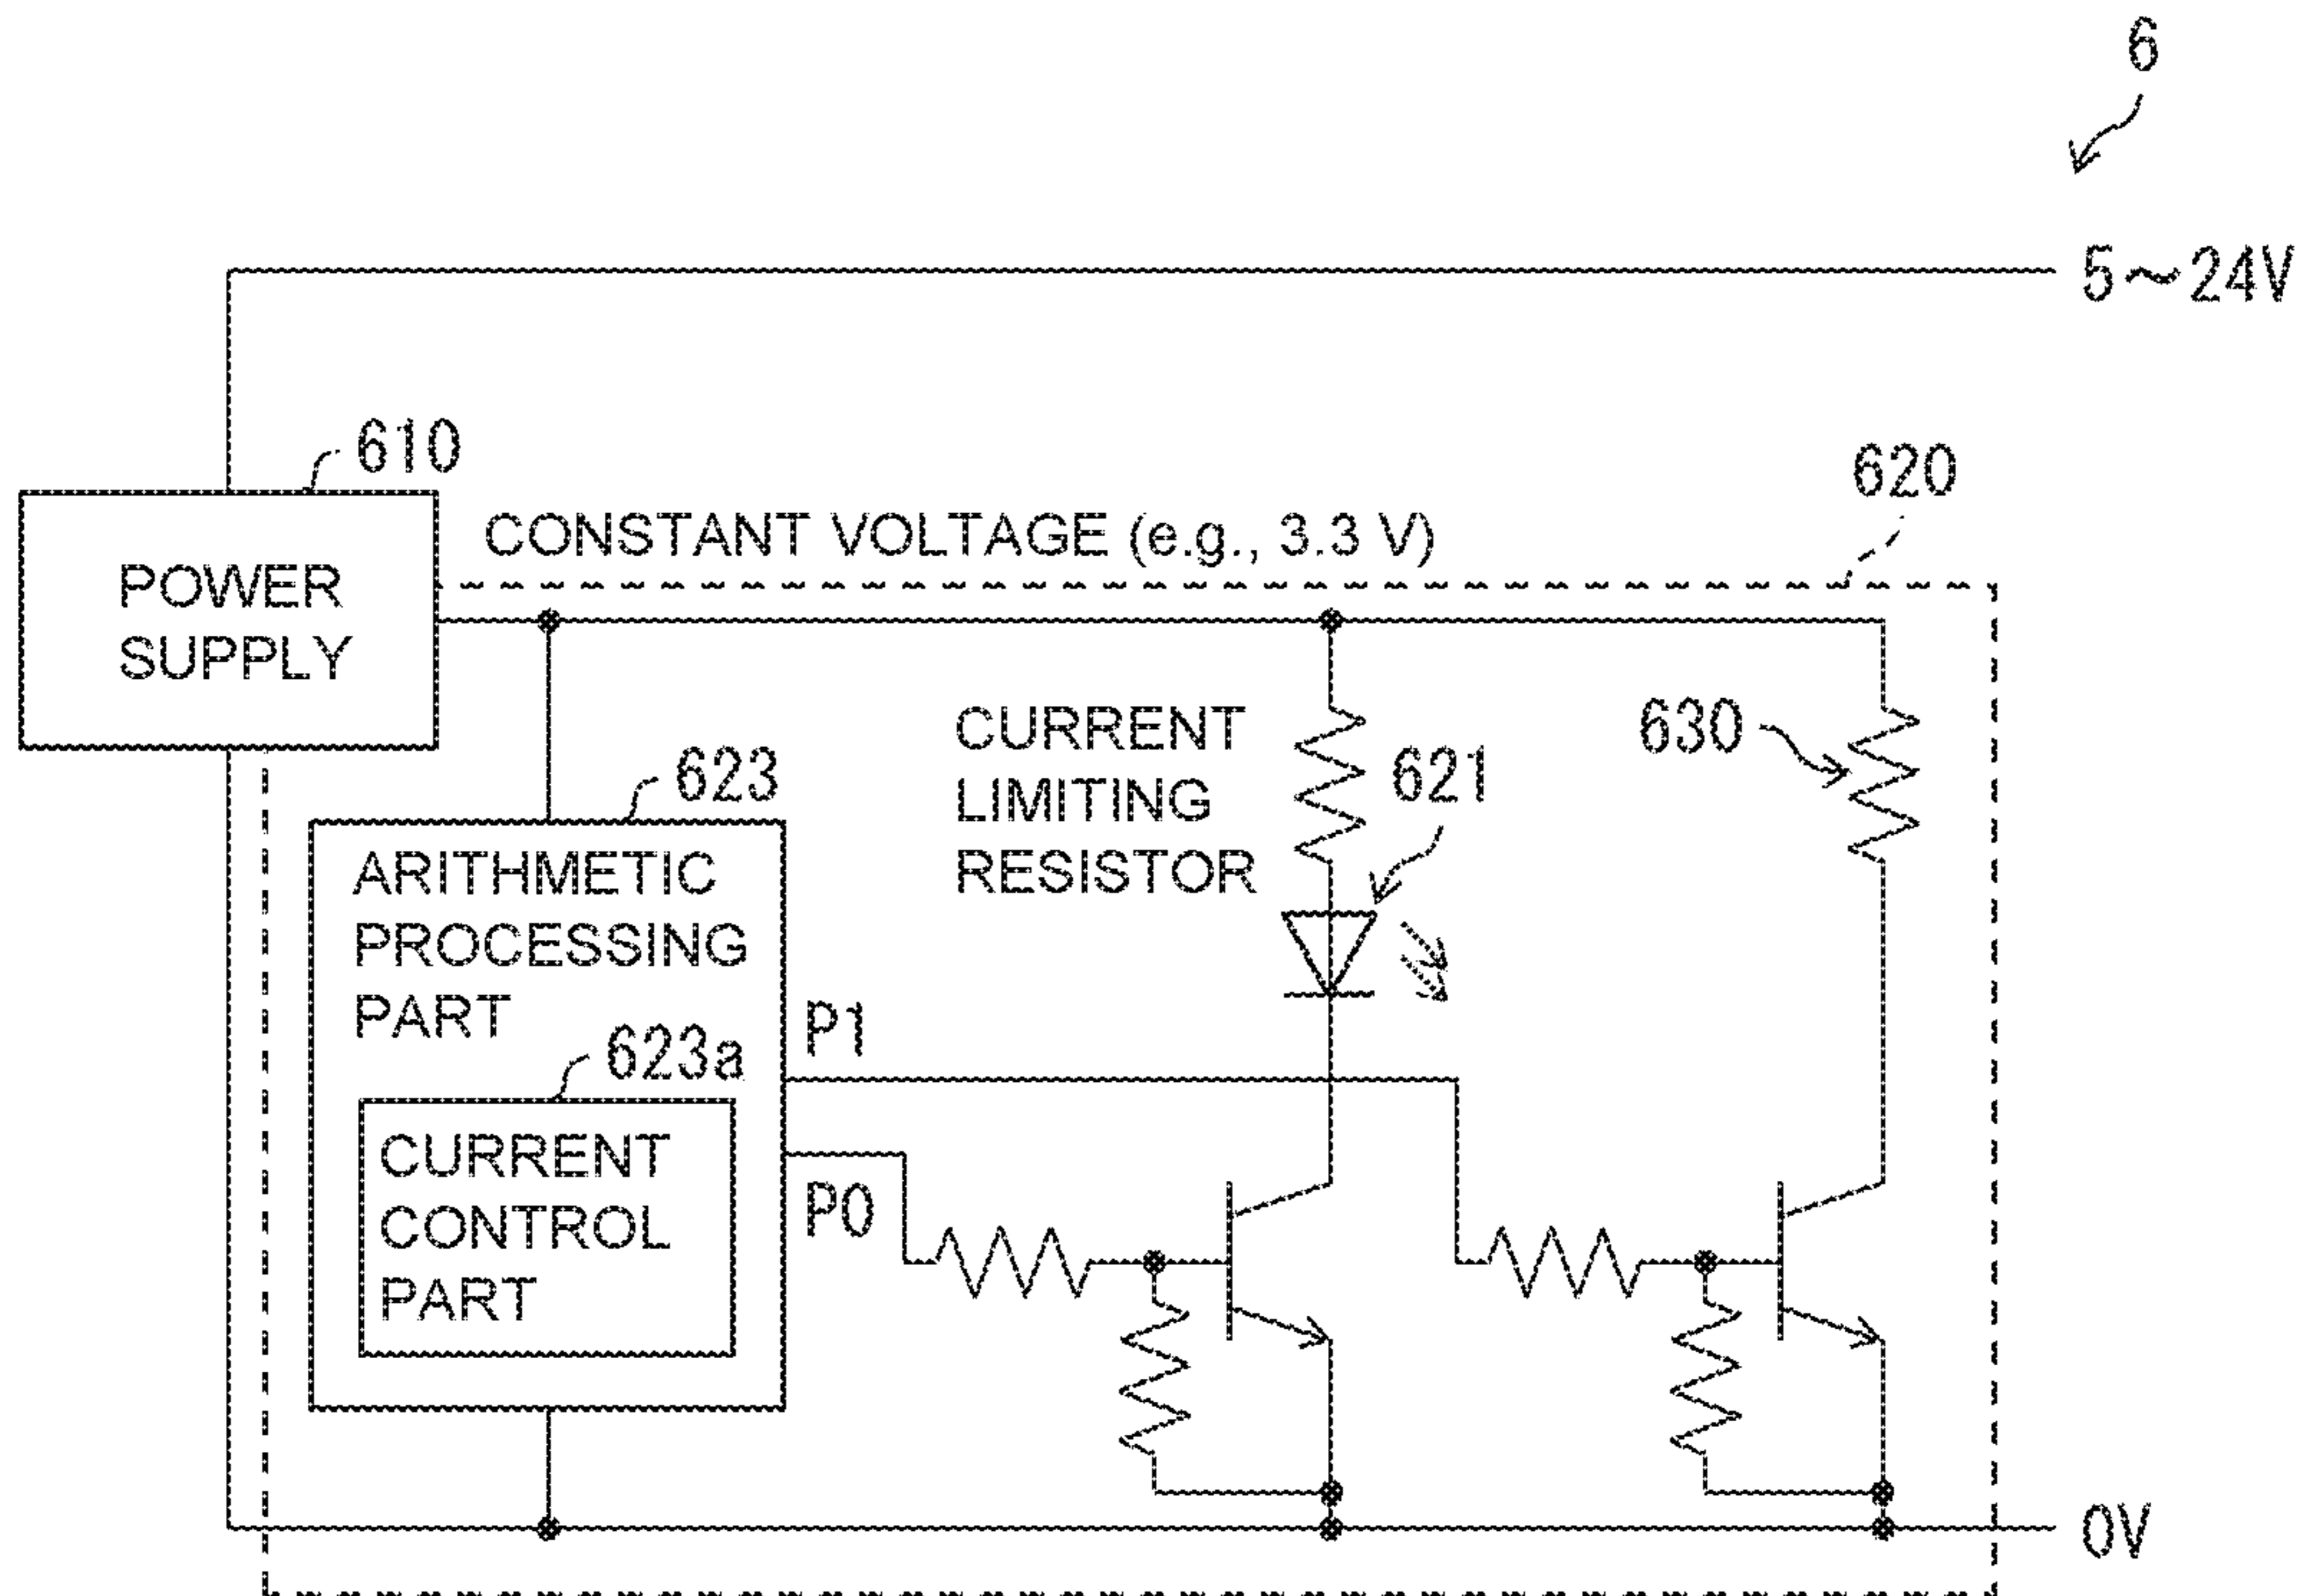 6
5～24V
610
620
CONSTANT VOLTAGE (e.g., 3.3 V)
POWER
SUPPLY
CURRENT
LIMITING
RESISTOR
630
621
623
ARITHMETIC
PROCESSING
PART
P1
623a
CURRENT
CONTROL
PART
P0
0V